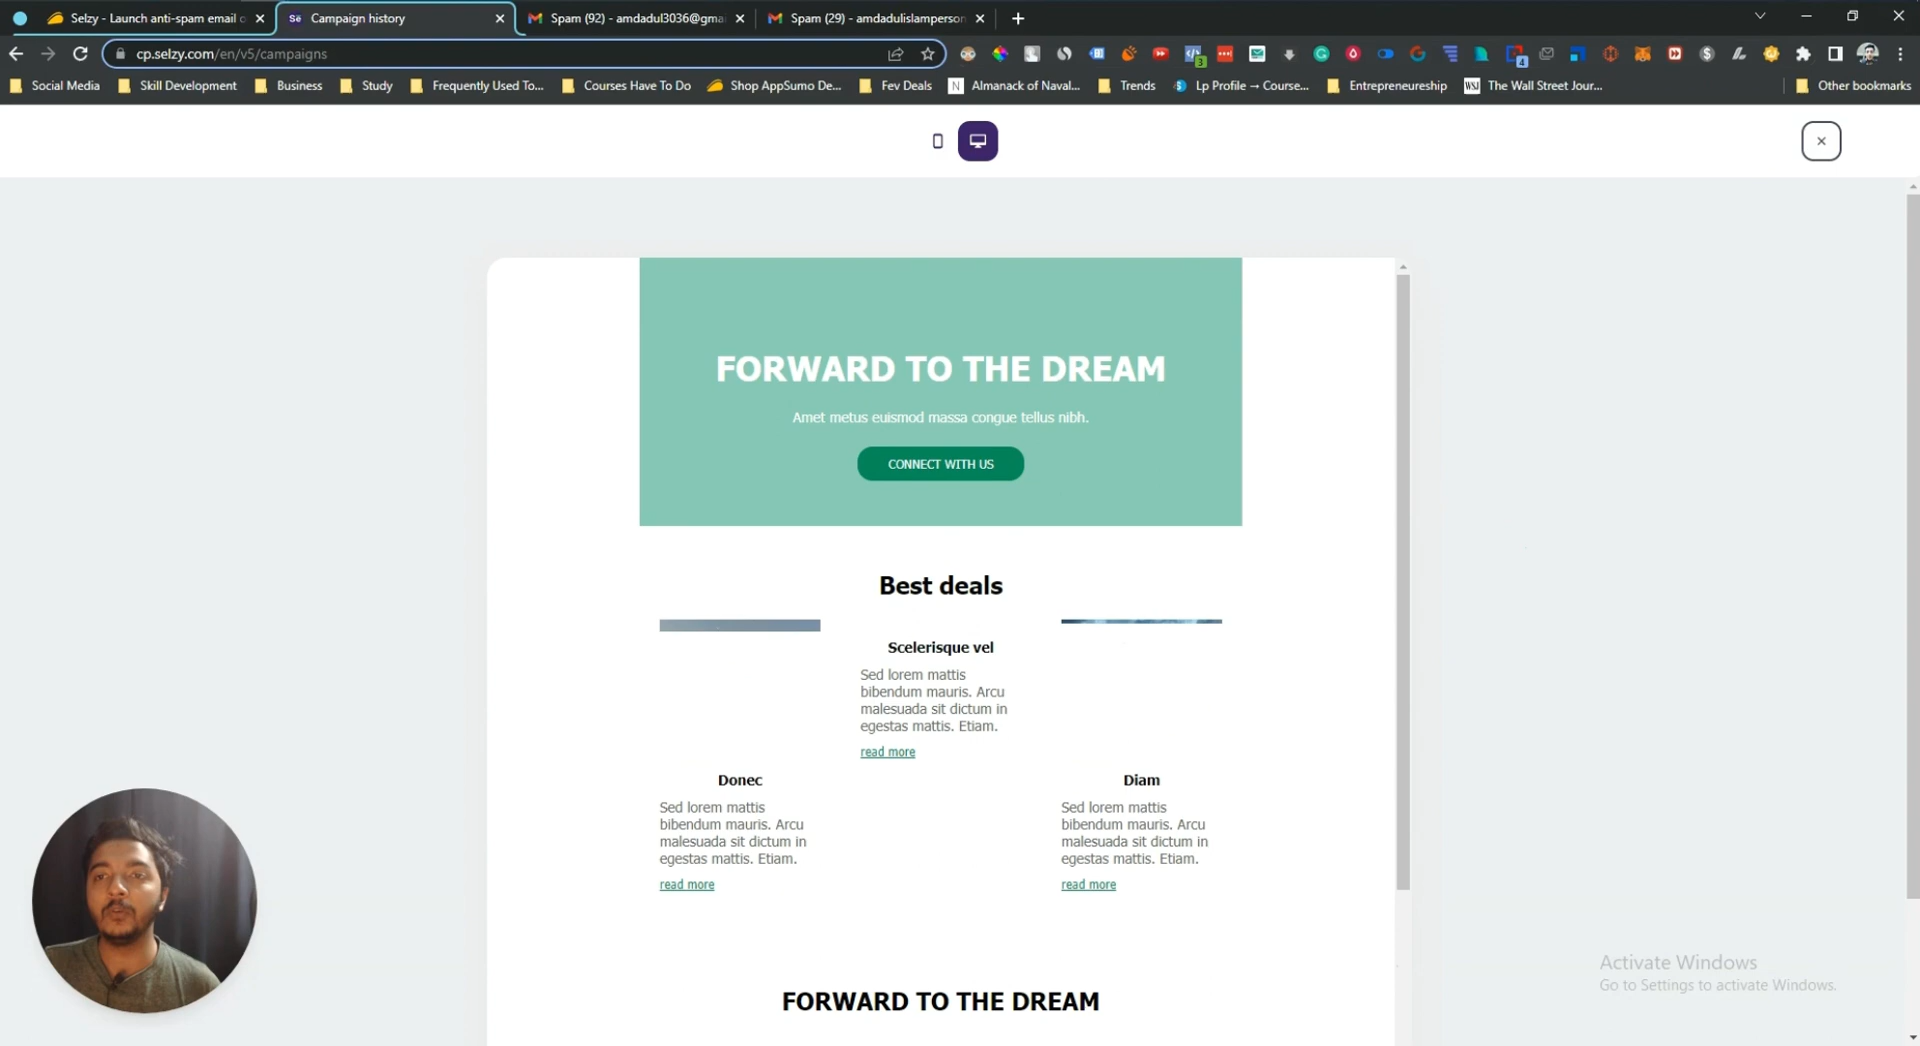 Selzy - Launch anti-spam email
Campaign history
Spam (92) - amdadul3036@gma
Spam (29) - amdadulislamperson
cp.selzy.com/en/v5/campaigns
3
4
Social Media
Skill Development
Business
Study
Frequently Used To...
Courses Have To Do
Shop AppSumo De...
Fev Deals
N Almanack of Naval...
Trends
Lp Profile → Course...
Entrepreneureship
WSJ The Wall Street Jour...
Other bookmarks
FORWARD TO THE DREAM
Amet metus euismod massa congue tellus nibh.
CONNECT WITH US
Best deals
Scelerisque vel
Sed lorem mattis
bibendum mauris. Arcu
malesuada sit dictum in
egestas mattis. Etiam.
read more
Donec
Sed lorem mattis
bibendum mauris. Arcu
malesuada sit dictum in
egestas mattis. Etiam.
read more
Diam
Sed lorem mattis
bibendum mauris. Arcu
malesuada sit dictum in
egestas mattis. Etiam.
read more
FORWARD TO THE DREAM
Activate Windows
Go to Settings to activate Windows.